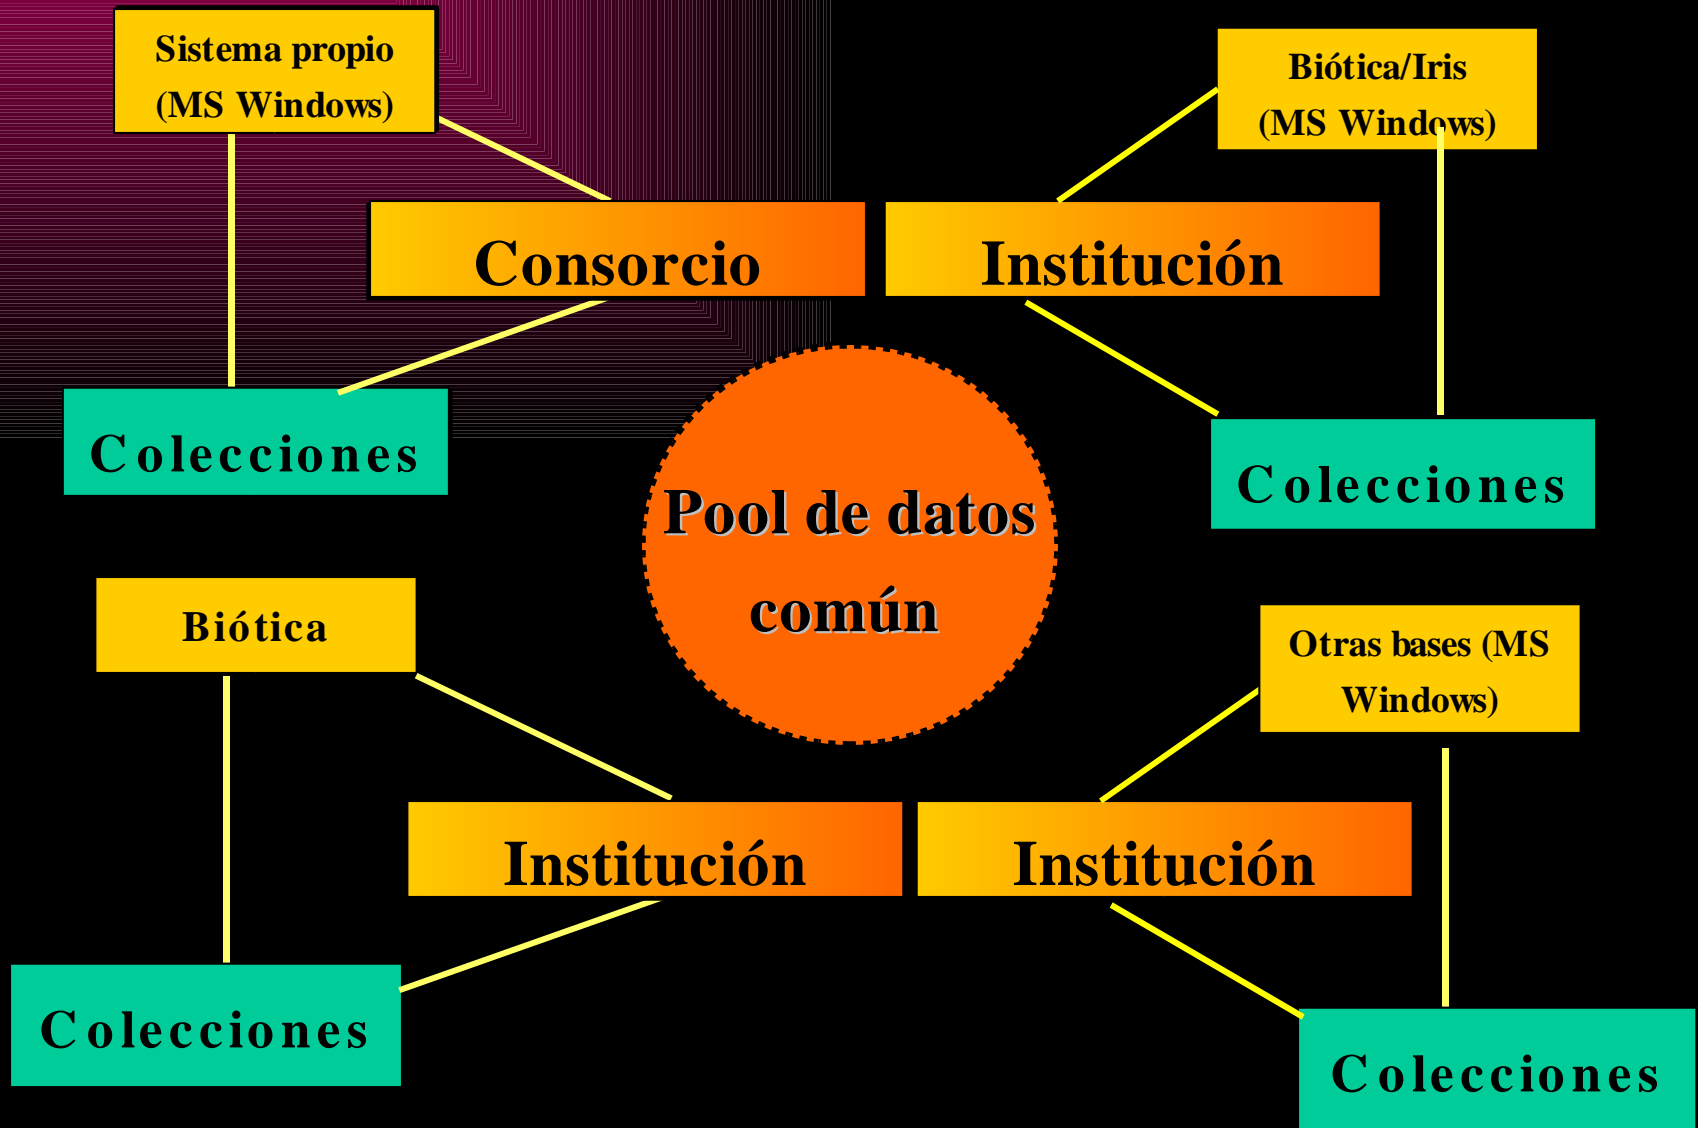 Sistema propio
(MS Windows)
Biótica/Iris
(MS Windows)
Consorcio
Institución
Colecciones
Colecciones
Pool de datos
común
Biótica
Otras bases (MS
Windows)
Institución
Institución
Colecciones
Colecciones